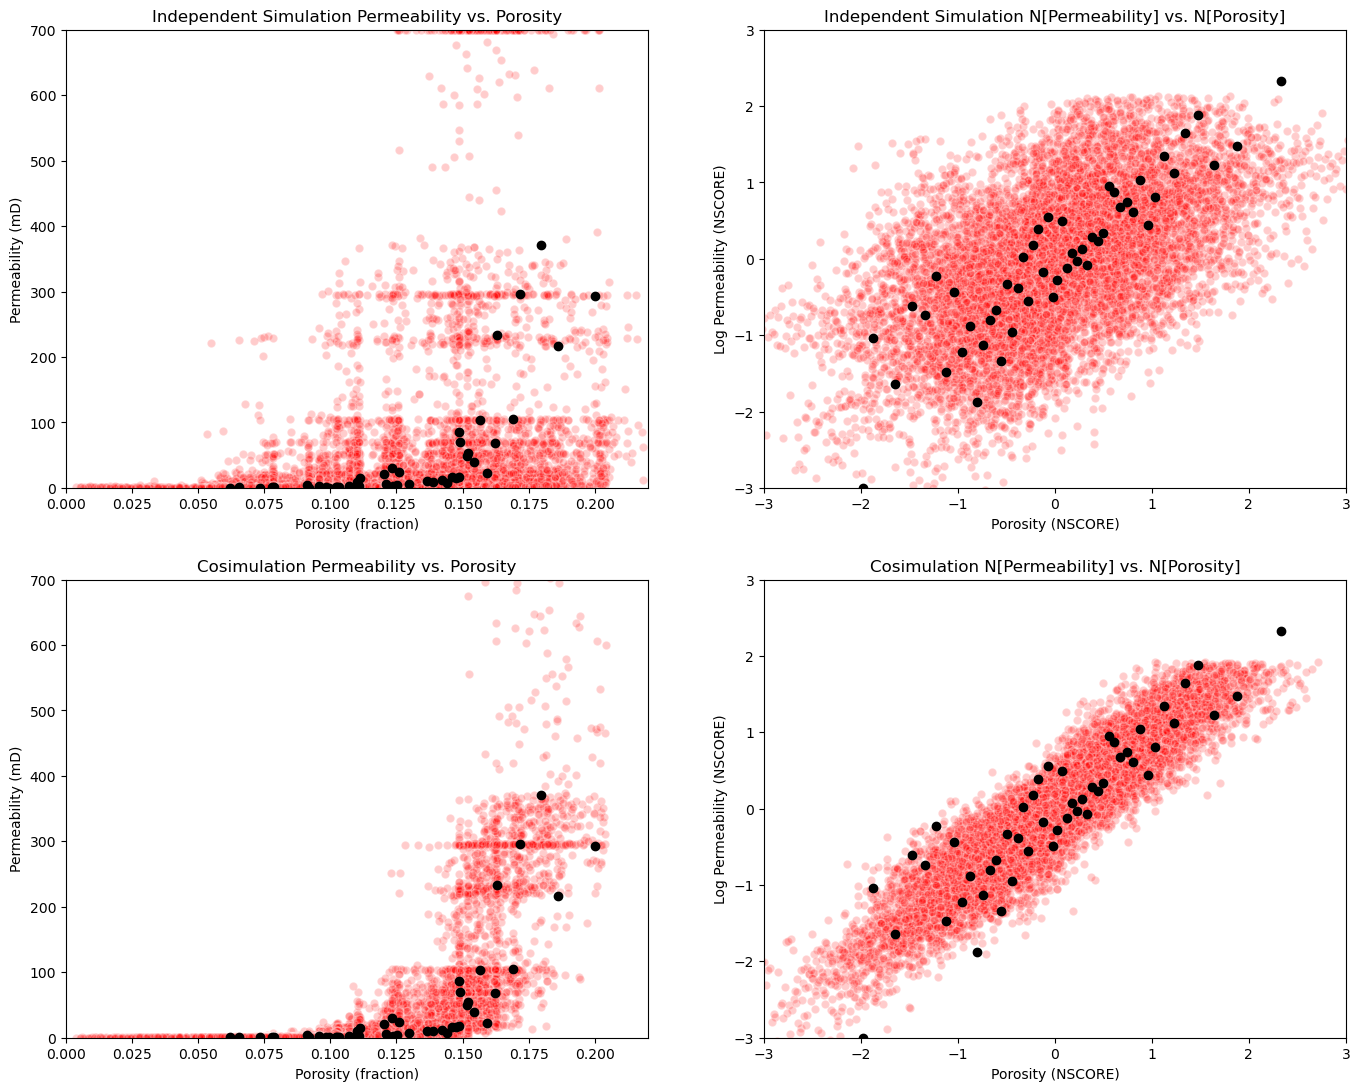 Independent Simulation Permeability vs. Porosity
700
600
500
400
300
200
100
0
Permeability (mD)
0.000 0.025 0.050 0.075 0.100 0.125 0.150 0.175 0.200
Porosity (fraction)
Independent Simulation N[Permeability] vs. N[Porosity]
3
2
1
0
−1
−2
−3
Log Permeability (NSCORE)
−3 −2 −1 0 1 2 3
Porosity (NSCORE)
Cosimulation Permeability vs. Porosity
700
600
500
400
300
200
100
0
Permeability (mD)
0.000 0.025 0.050 0.075 0.100 0.125 0.150 0.175 0.200
Porosity (fraction)
Cosimulation N[Permeability] vs. N[Porosity]
3
2
1
0
−1
−2
−3
Log Permeability (NSCORE)
−3 −2 −1 0 1 2 3
Porosity (NSCORE)